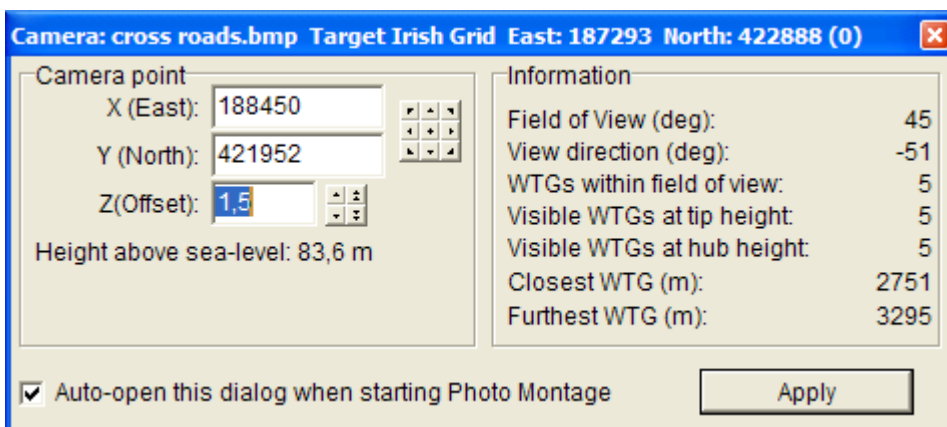 Camera: cross roads.bmp Target Irish Grid East: 187293 North: 422888 (0)
Camera point
X (East): 188450
Y (North): 421952
Z(Offset): 1,5
Height above sea-level: 83,6 m
Information
Field of View (deg): 45
View direction (deg): -51
WTGs within field of view: 5
Visible WTGs at tip height: 5
Visible WTGs at hub height: 5
Closest WTG (m): 2751
Furthest WTG (m): 3295
Auto-open this dialog when starting Photo Montage
Apply